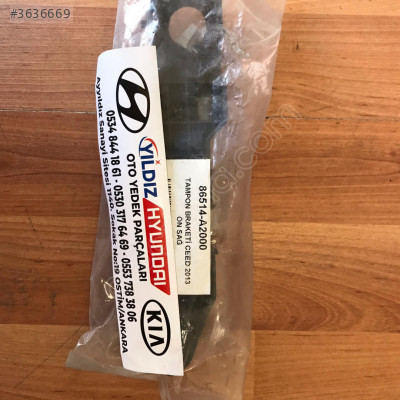 #3636669
YILDIZ HYUNDAI
OTO YEDEK PARÇALARI
0534 844 18 61 - 0530 317 64 69 - 0553 738 38 06
Ayyıldız Sanayi Sitesi 1140. Sokak No:19 OSTİM/ANKARA
KIA
86514-A2000
TAMPON BRAKETİ CEED 2013
ÖN SAĞ